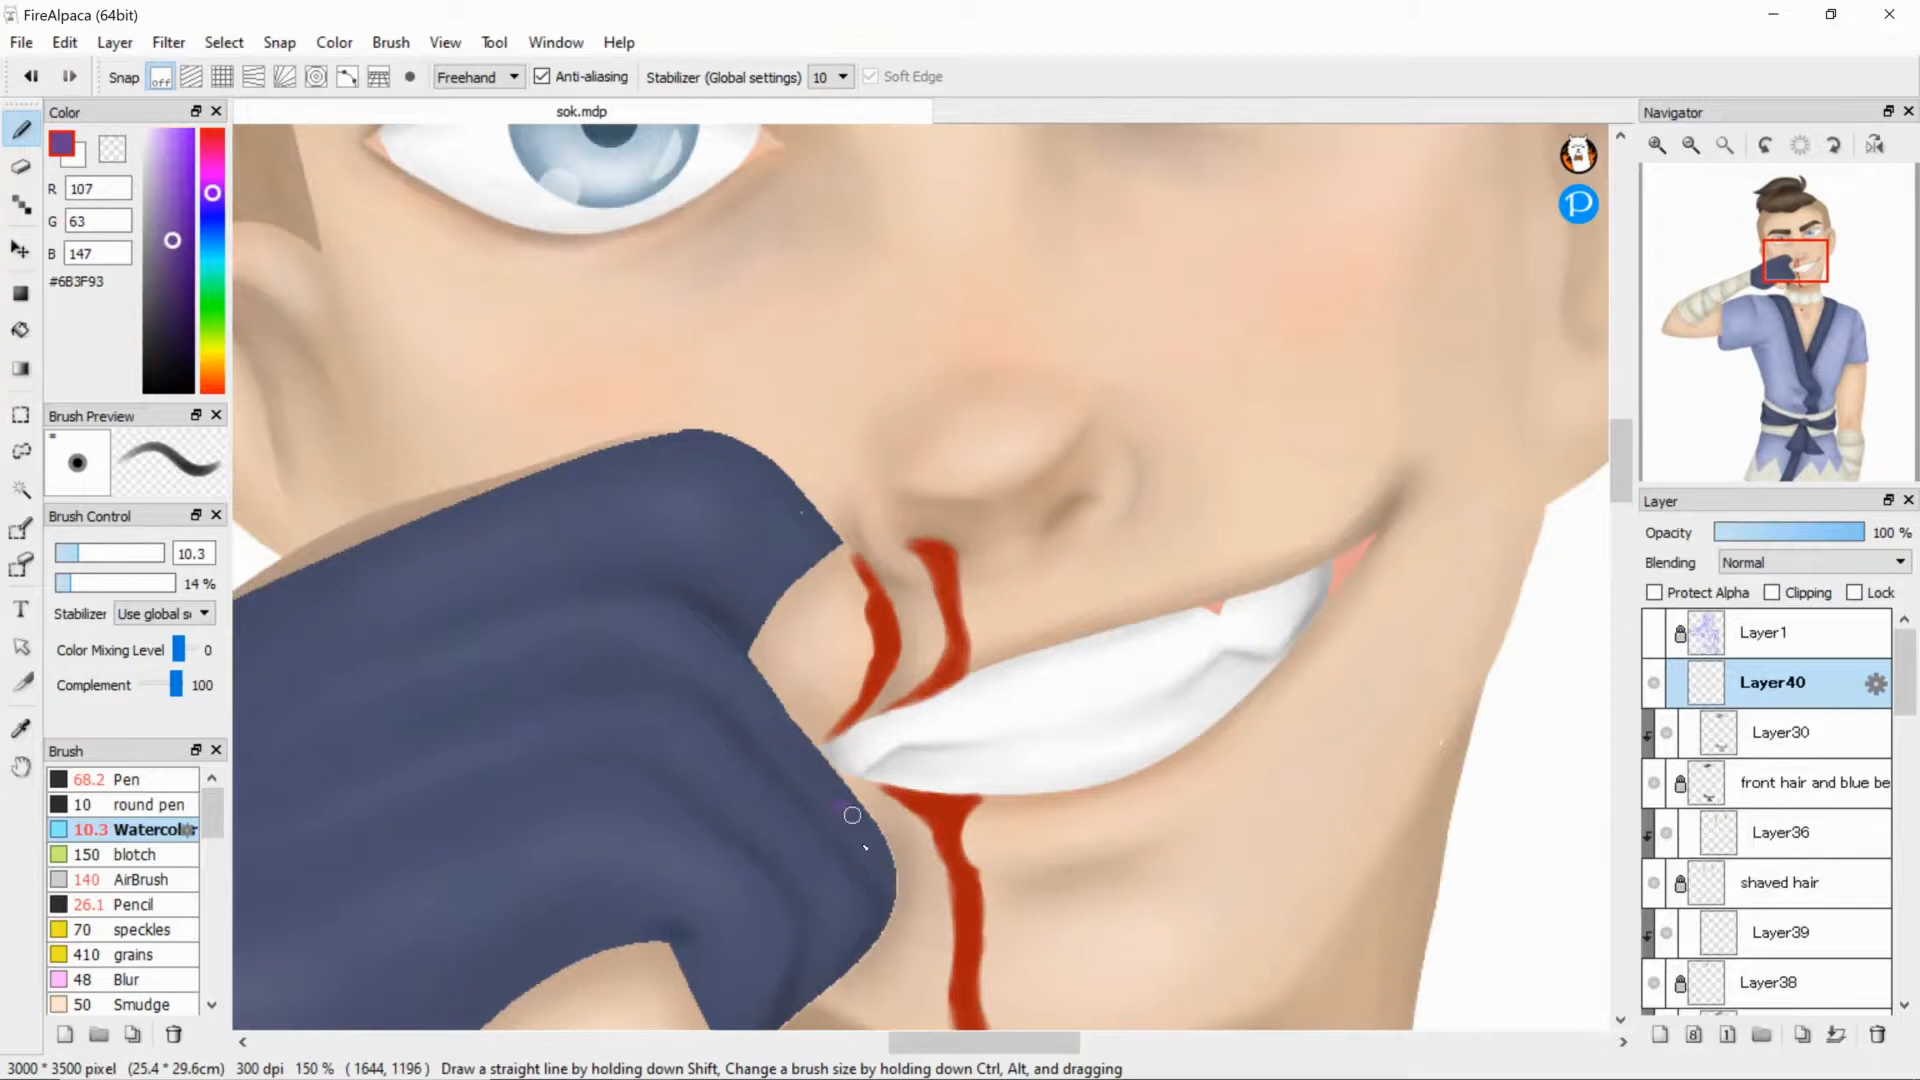 FireAlpaca (64bit)
File Edit Layer Filter Select Snap Color Brush View Tool Window Help
Snap off Freehand Anti-aliasing Stabilizer (Global settings) 10 Soft Edge
Color
sok.mdp
Navigator
R 107
G 63
B 147
#6B3F93
Brush Preview
*
Brush Control
10.3
14 %
Stabilizer Use global s
Color Mixing Level 0
Complement 100
Brush
68.2 Pen
10 round pen
10.3 Watercolor
150 blotch
140 AirBrush
26.1 Pencil
70 speckles
410 grains
48 Blur
50 Smudge
P
Layer
Opacity 100 %
Blending Normal
Protect Alpha Clipping Lock
Layer1
Layer40
Layer30
front hair and blue be
Layer36
shaved hair
Layer39
Layer38
8 1
3000 * 3500 pixel (25.4 * 29.6cm) 300 dpi 150 % ( 1644, 1196 ) Draw a straight line by holding down Shift, Change a brush size by holding down Ctrl, Alt, and dragging